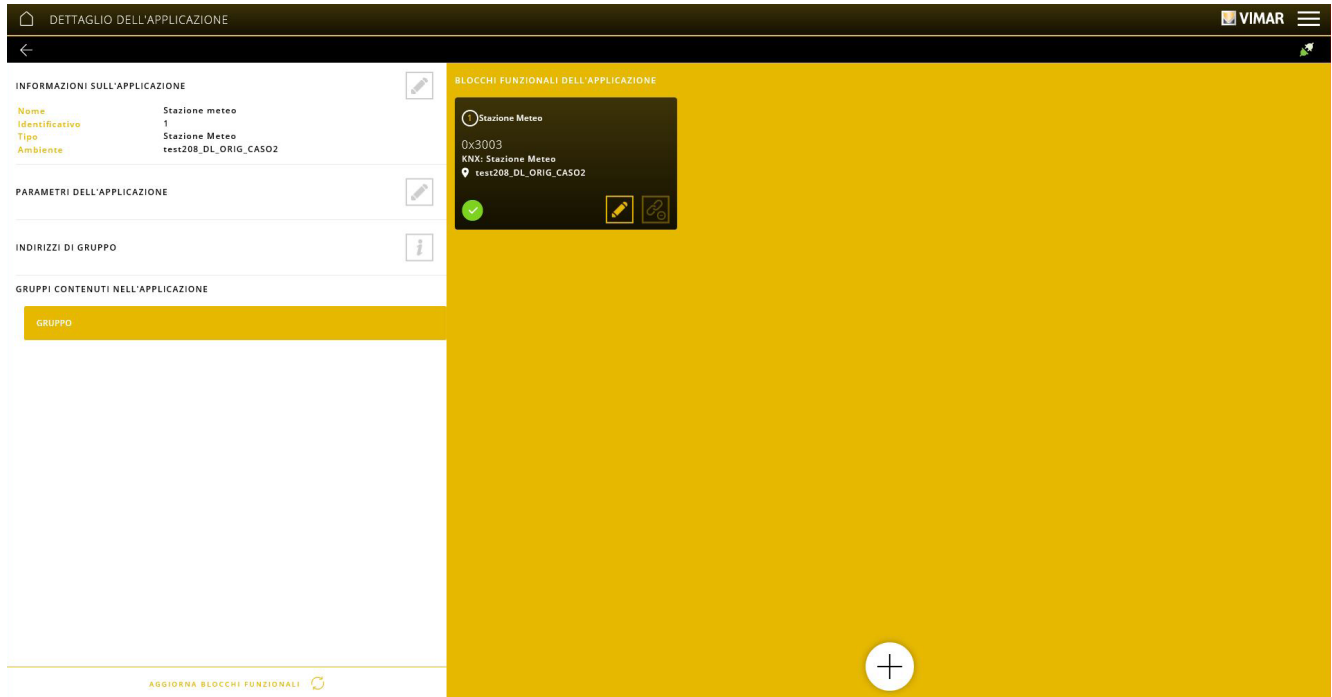 DETTAGLIO DELL'APPLICAZIONE
VIMAR
INFORMAZIONI SULL'APPLICAZIONE
Nome Stazione meteo
Identificativo 1
Tipo Stazione Meteo
Ambiente test208_DL_ORIG_CASO2
PARAMETRI DELL'APPLICAZIONE
INDIRIZZI DI GRUPPO
GRUPPI CONTENUTI NELL'APPLICAZIONE
GRUPPO
AGGIORNA BLOCCHI FUNZIONALI
BLOCCHI FUNZIONALI DELL'APPLICAZIONE
1 Stazione Meteo
0x3003
KNX: Stazione Meteo
test208_DL_ORIG_CASO2